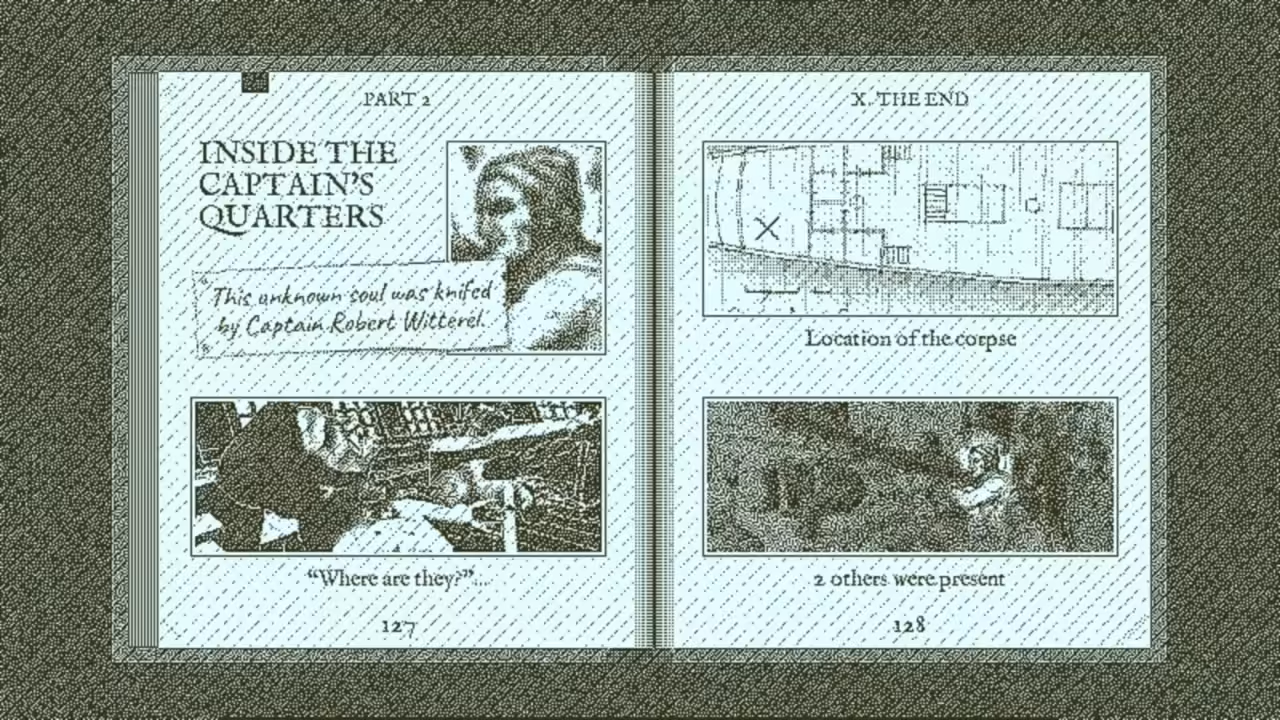 PART 2
INSIDE THE
CAPTAIN'S
QUARTERS
"This unknown soul was knifed
by Captain Robert Witterel."
"Where are they?"...
127
X. THE END
Location of the corpse
2 others were present
128